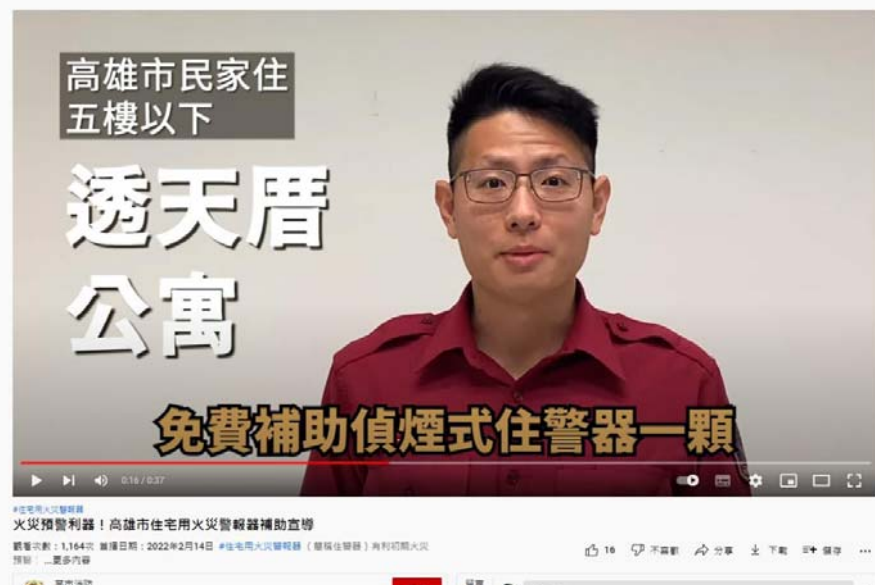 高雄市民家住
五樓以下
透天厝
公寓
免費補助偵煙式住警器一顆
0:16 / 0:37
#住宅用火災警報器
火災預警利器！高雄市住宅用火災警報器補助宣導
觀看次數：1,164次 首播日期：2022年2月14日 #住宅用火災警報器 （簡稱住警器）有利初期火災
預警： ...更多內容
16 不喜歡 分享 下載 儲存 ...